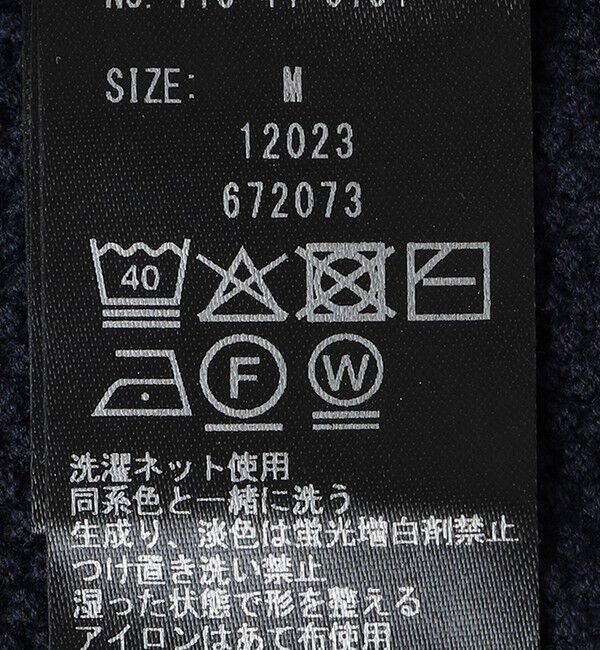 SIZE: M
12023
672073
40
F W
洗濯ネット使用
同系色と一緒に洗う
生成り、淡色は蛍光増白剤禁止
つけ置き洗い禁止
湿った状態で形を整える
アイロンはあて布使用